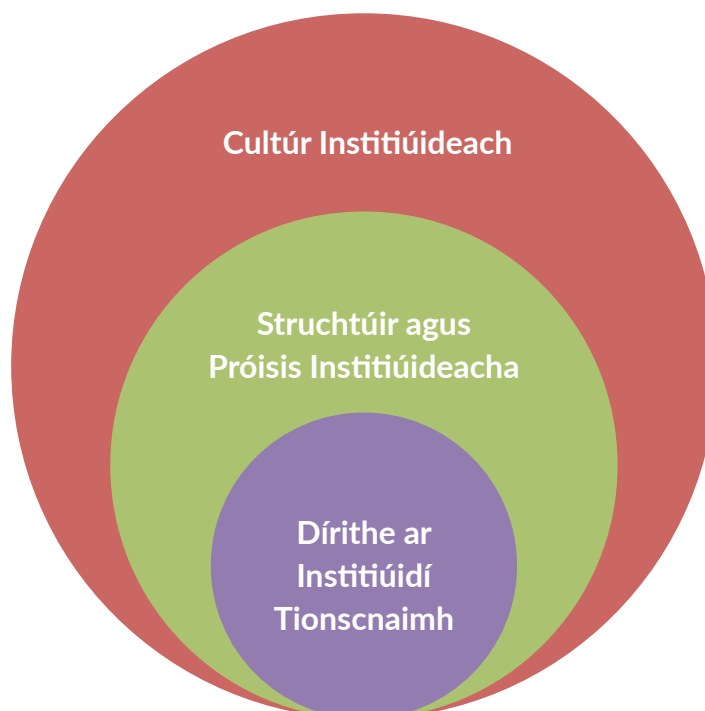 Cultúr Institiúideach
Struchtúir agus
Próisis Institiúideacha
Dírithe ar
Institiúidí
Tionscnaimh